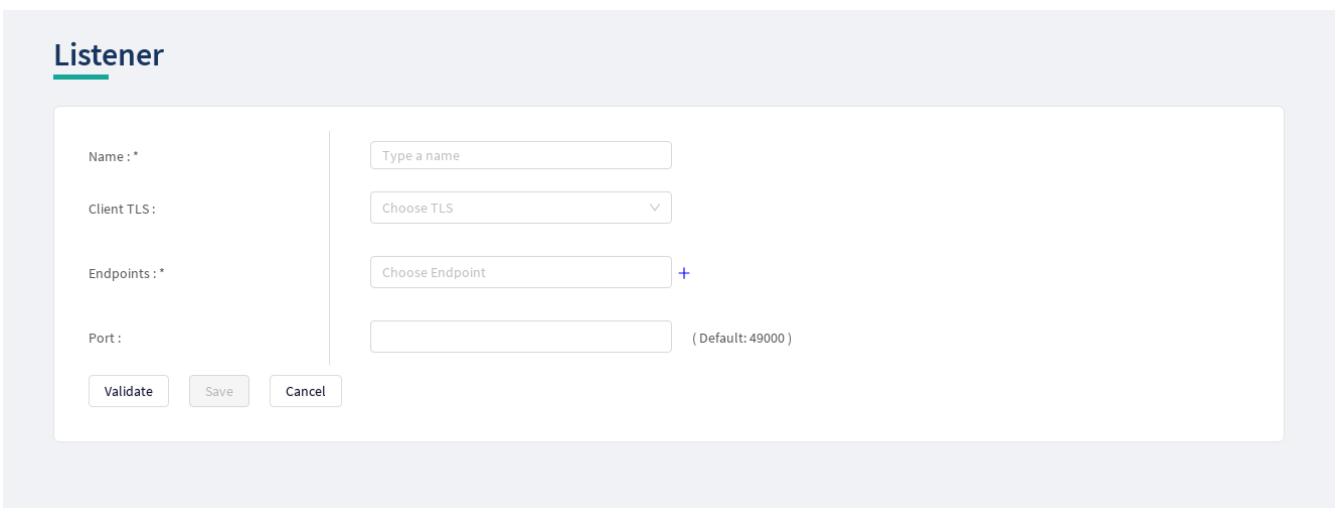 Listener
Name : * Type a name
Client TLS : Choose TLS
Endpoints : * Choose Endpoint +
Port : ( Default: 49000 )
Validate Save Cancel